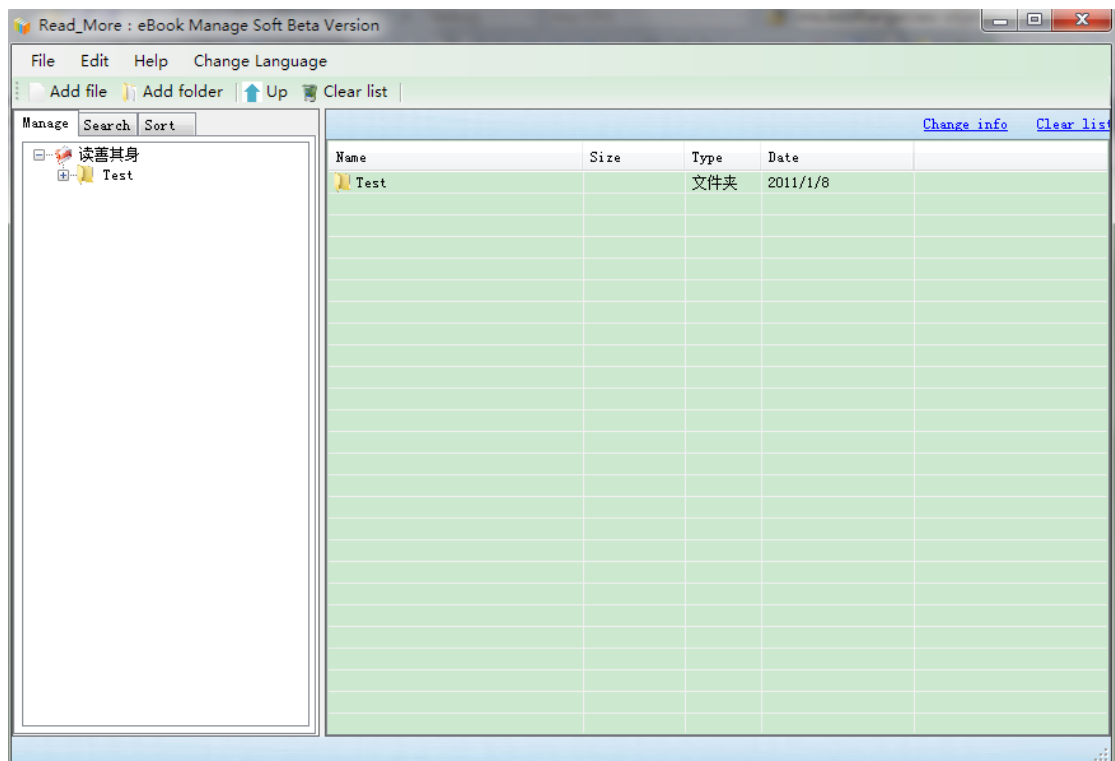 Read_More : eBook Manage Soft Beta Version
File Edit Help Change Language
Add file Add folder Up Clear list
Manage Search Sort
Change info Clear list
读善其身
Test
Name Size Type Date
Test 文件夹 2011/1/8